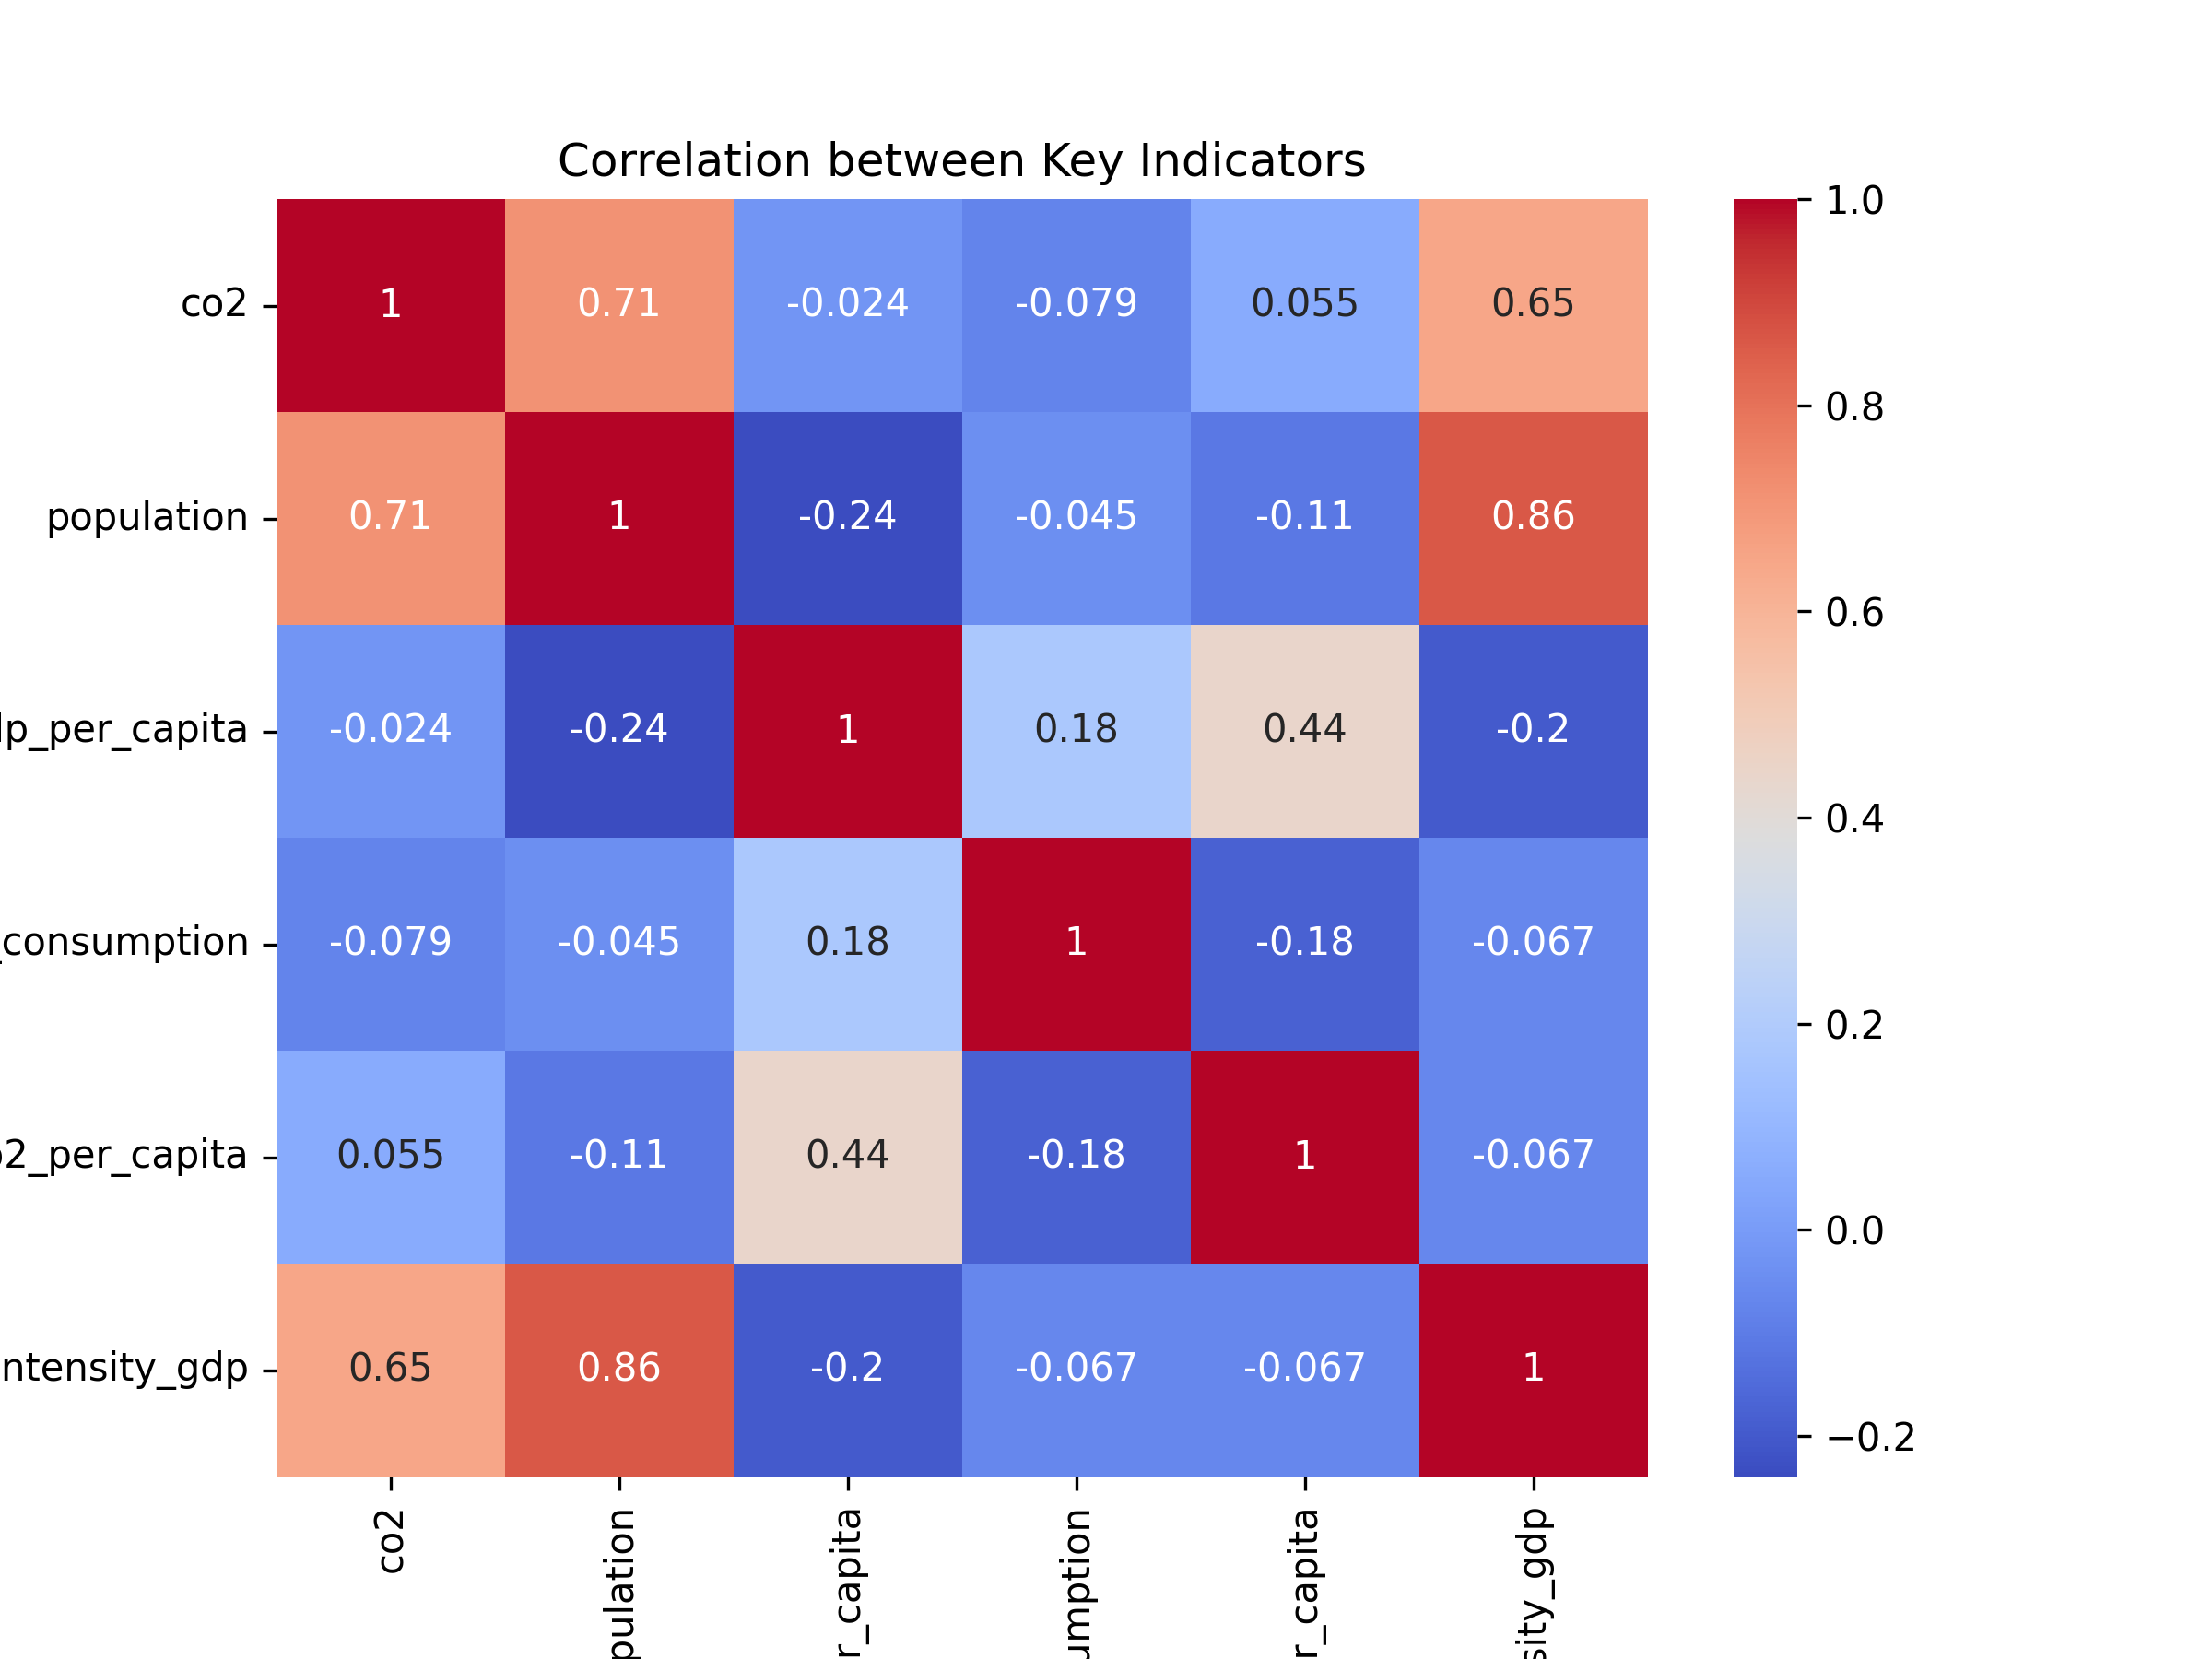 Correlation between Key Indicators
co2 1 0.71 -0.024 -0.079 0.055 0.65
population 0.71 1 -0.24 -0.045 -0.11 0.86
p_per_capita -0.024 -0.24 1 0.18 0.44 -0.2
_consumption -0.079 -0.045 0.18 1 -0.18 -0.067
2_per_capita 0.055 -0.11 0.44 -0.18 1 -0.067
ntensity_gdp 0.65 0.86 -0.2 -0.067 -0.067 1
co2
pulation
r_capita
umption
r_capita
sity_gdp
1.0
0.8
0.6
0.4
0.2
0.0
−0.2